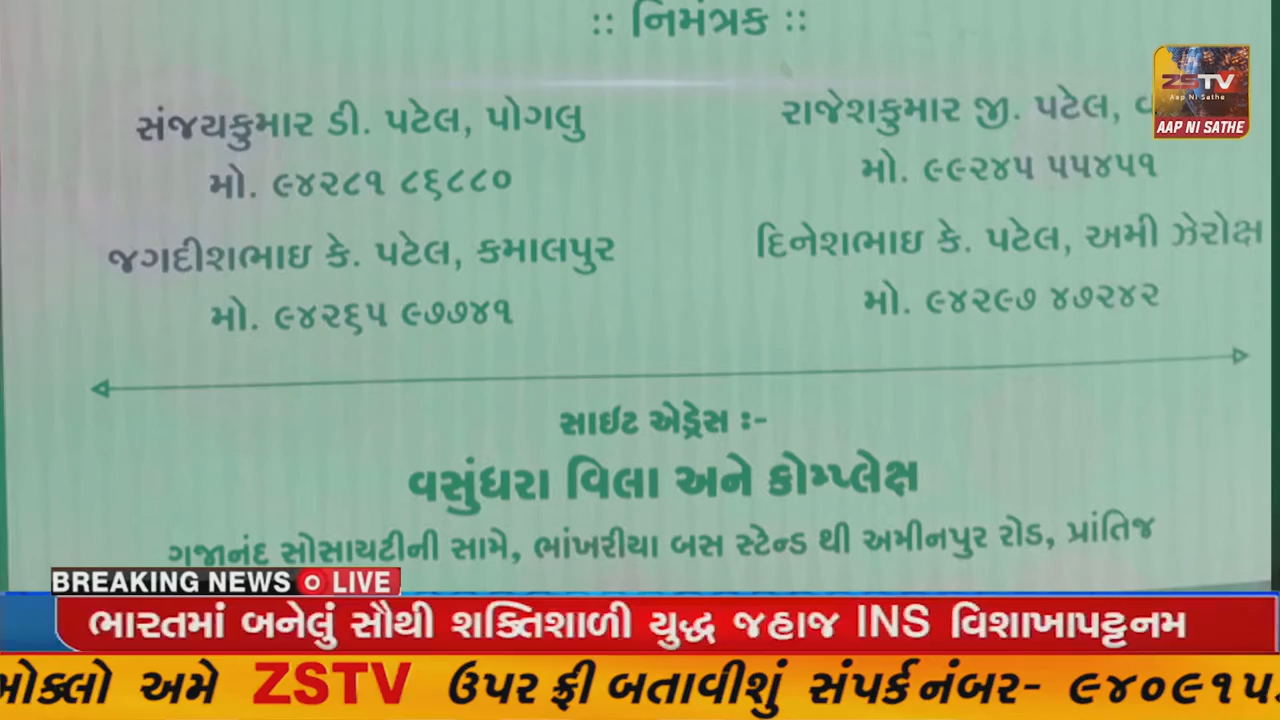 :: નિમંત્રક ::
સંજયકુમાર ડી. પટેલ, પોગલુ
મો. ૯૪૨૮૧ ૮૬૮૮૦
રાજેશકુમાર જી. પટેલ,
મો. ૯૯૨૪૫ ૫૫૪૫૧
જગદીશભાઇ કે. પટેલ, કમાલપુર
મો. ૯૪૨૬૫ ૯૭૭૪૧
દિનેશભાઇ કે. પટેલ, અમી ઝેરોક્ષ
મો. ૯૪૨૯૭ ૪૭૨૪૨
સાઇટ એડ્રેસ :-
વસુંધરા વિલા અને કોમ્પ્લેક્ષ
ગજાનંદ સોસાયટીની સામે, ભાંખરીયા બસ સ્ટેન્ડ થી અમીનપુર રોડ, પ્રાંતિજ
ZSTV
Aap Ni Sathe
AAP NI SATHE
BREAKING NEWS LIVE
ભારતમાં બનેલું સૌથી શક્તિશાળી યુદ્ધ જહાજ INS વિશાખાપટ્ટનમ
અમે ZSTV ઉપર ફ્રી બતાવીશું સંપર્ક નંબર-